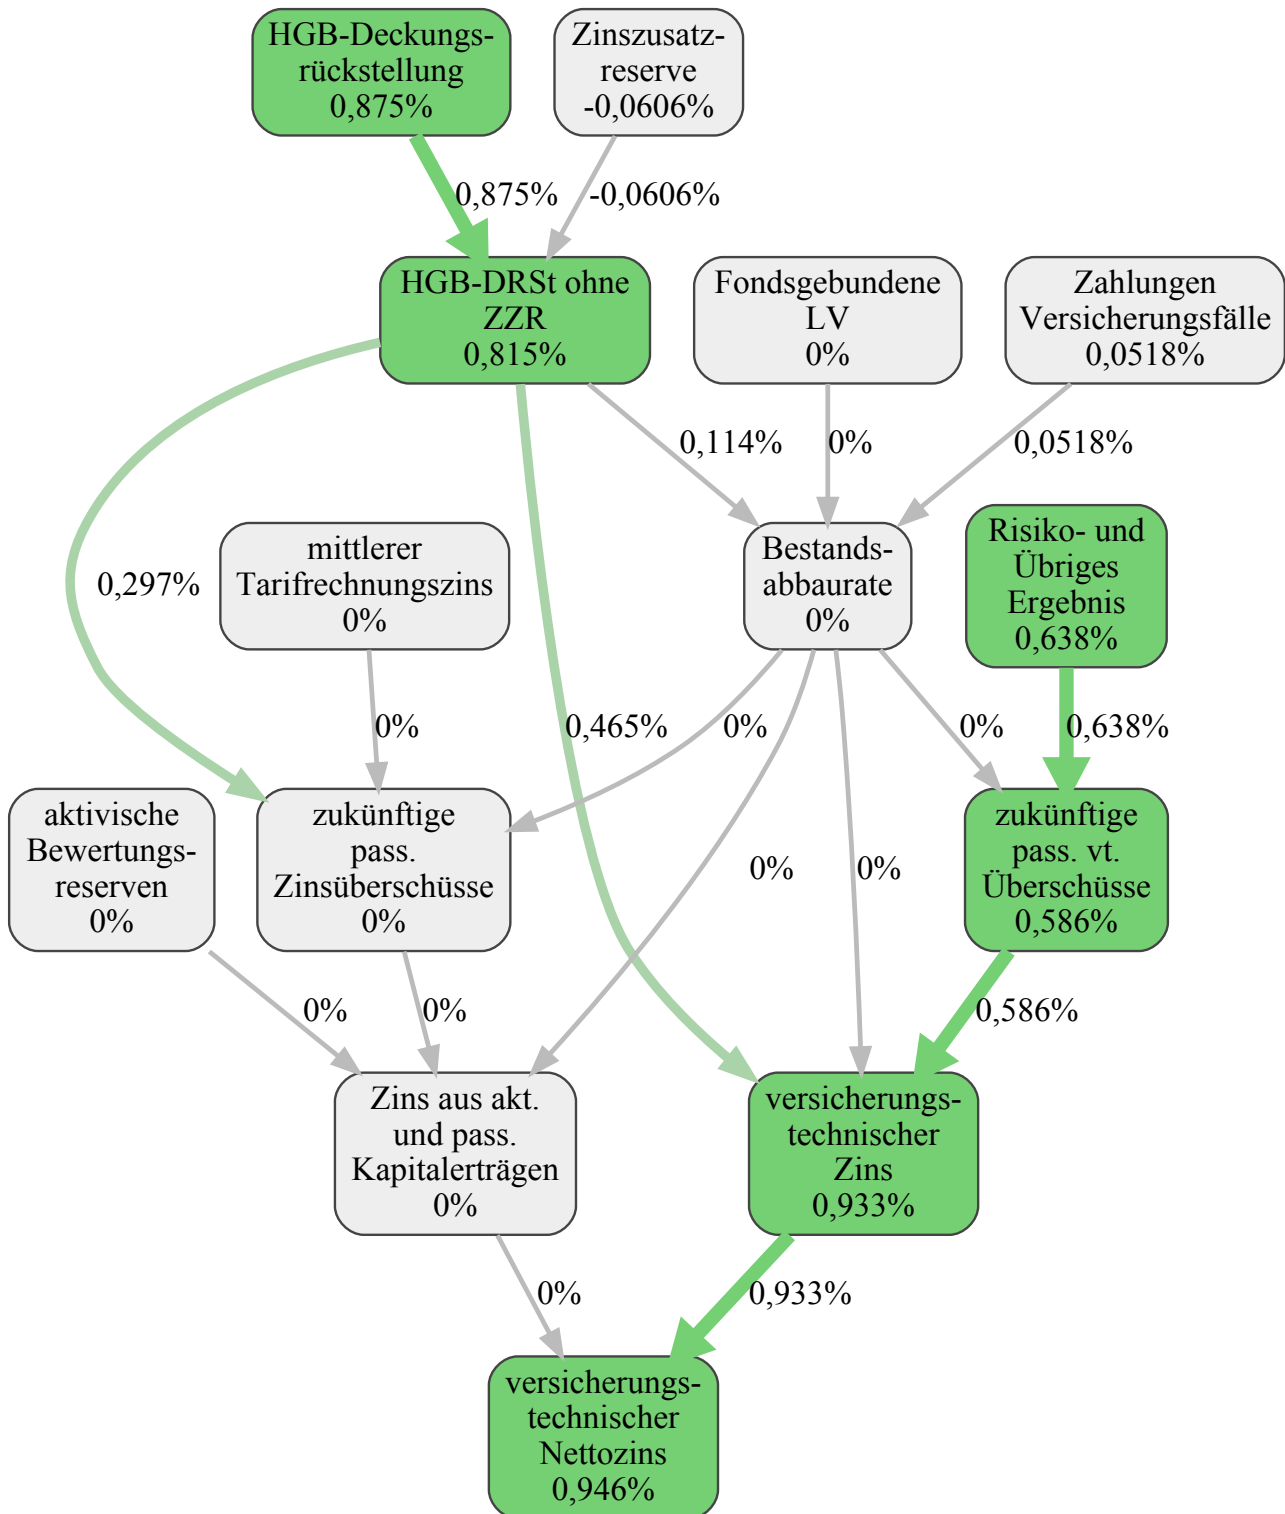 HGB-Deckungs-
rückstellung
0,875%
Zinszusatz-
reserve
-0,0606%
0,875%
-0,0606%
HGB-DRSt ohne
ZZR
0,815%
Fondsgebundene
LV
0%
Zahlungen
Versicherungsfälle
0,0518%
0,114%
0%
0,0518%
mittlerer
Tarifrechnungszins
0%
Bestands-
abbaurate
0%
Risiko- und
Übriges
Ergebnis
0,638%
0,297%
0%
0,465%
0%
0%
0,638%
aktivische
Bewertungs-
reserven
0%
zukünftige
pass.
Zinsüberschüsse
0%
zukünftige
pass. vt.
Überschüsse
0,586%
0%
0%
0%
0%
0,586%
Zins aus akt.
und pass.
Kapitalerträgen
0%
versicherungs-
technischer
Zins
0,933%
0%
0,933%
versicherungs-
technischer
Nettozins
0,946%